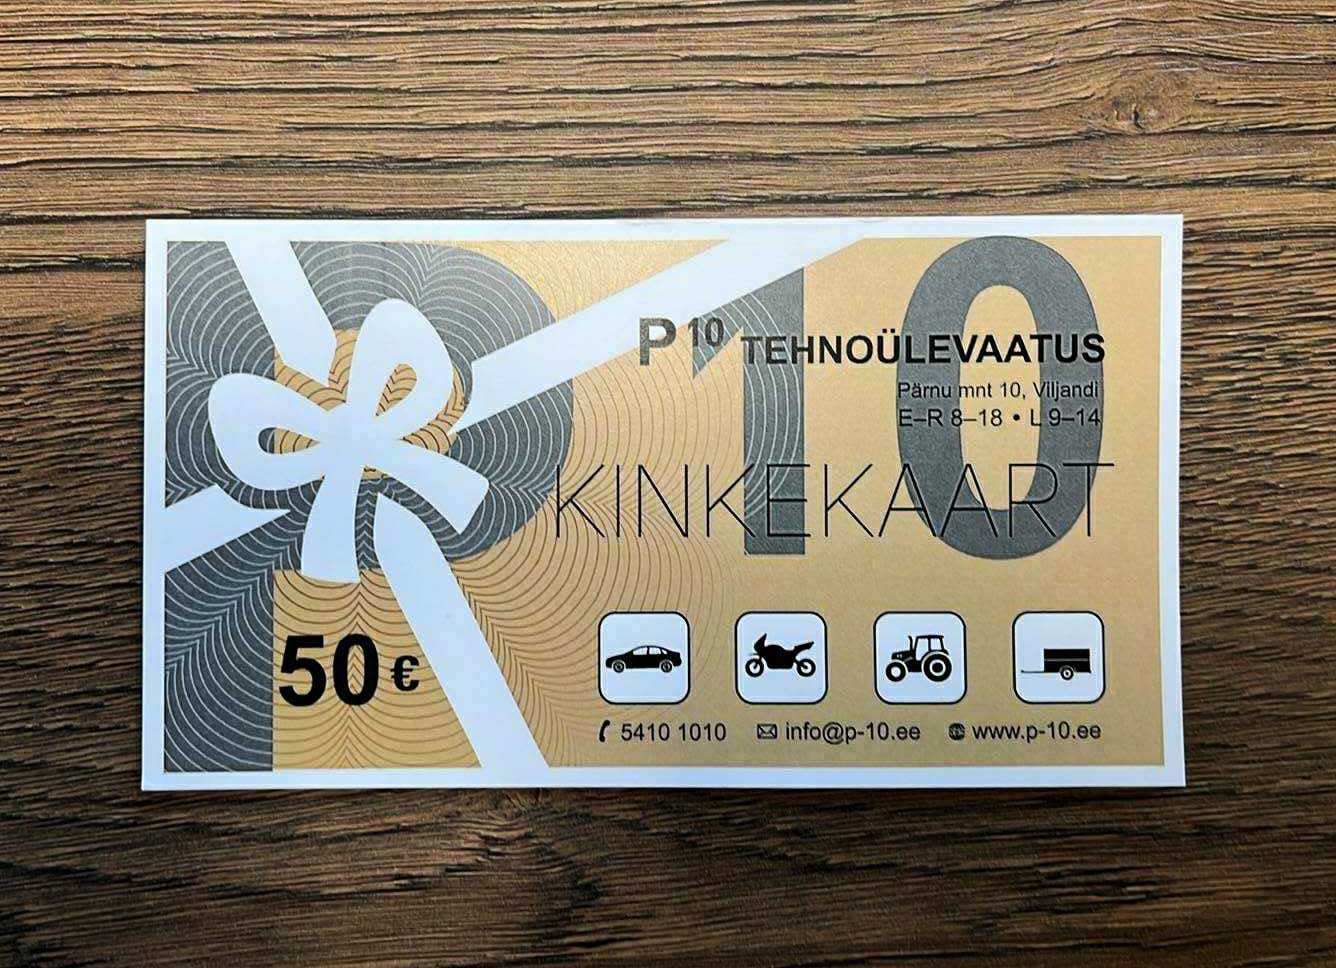 P10 TEHNOÜLEVAATUS
Pärnu mnt 10, Viljandi
E–R 8–18 • L 9–14
KINKEKAART
50 €
5410 1010 info@p-10.ee www.p-10.ee